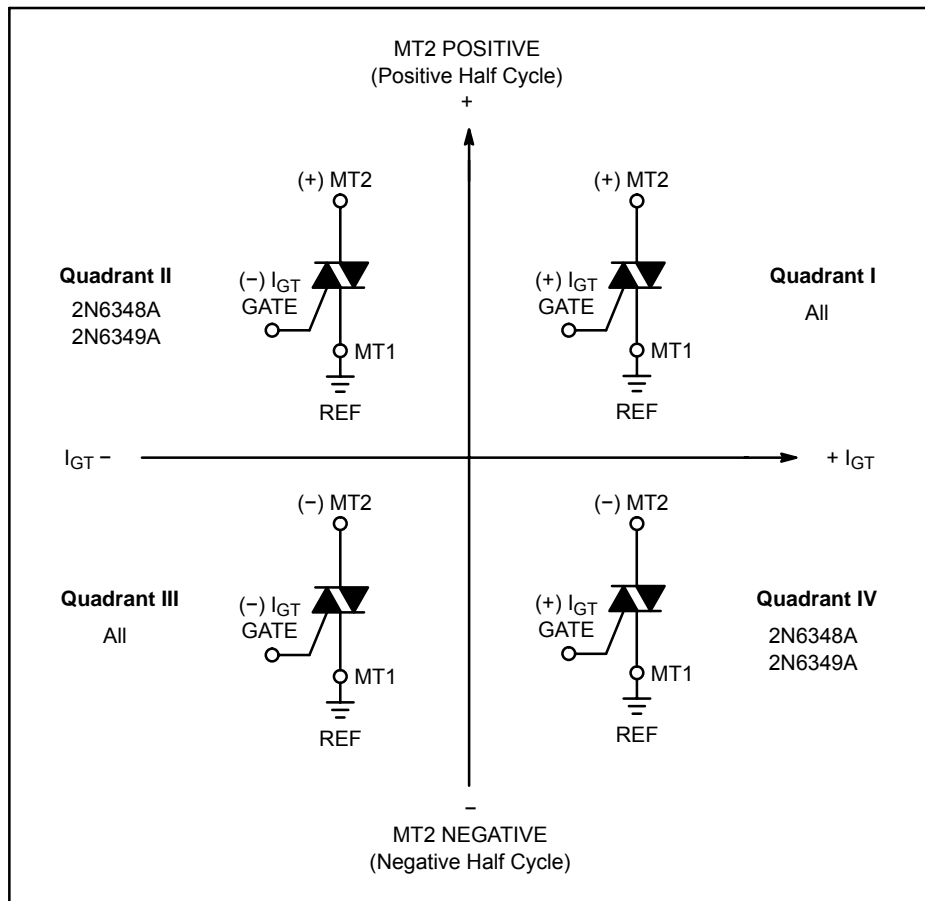 MT2 POSITIVE
(Positive Half Cycle)
+
(+) MT2
(−) I_GT
GATE
MT1
REF
Quadrant II
2N6348A
2N6349A
(+) MT2
(+) I_GT
GATE
MT1
REF
Quadrant I
All
I_GT −
+ I_GT
(−) MT2
(−) I_GT
GATE
MT1
REF
Quadrant III
All
(−) MT2
(+) I_GT
GATE
MT1
REF
Quadrant IV
2N6348A
2N6349A
−
MT2 NEGATIVE
(Negative Half Cycle)